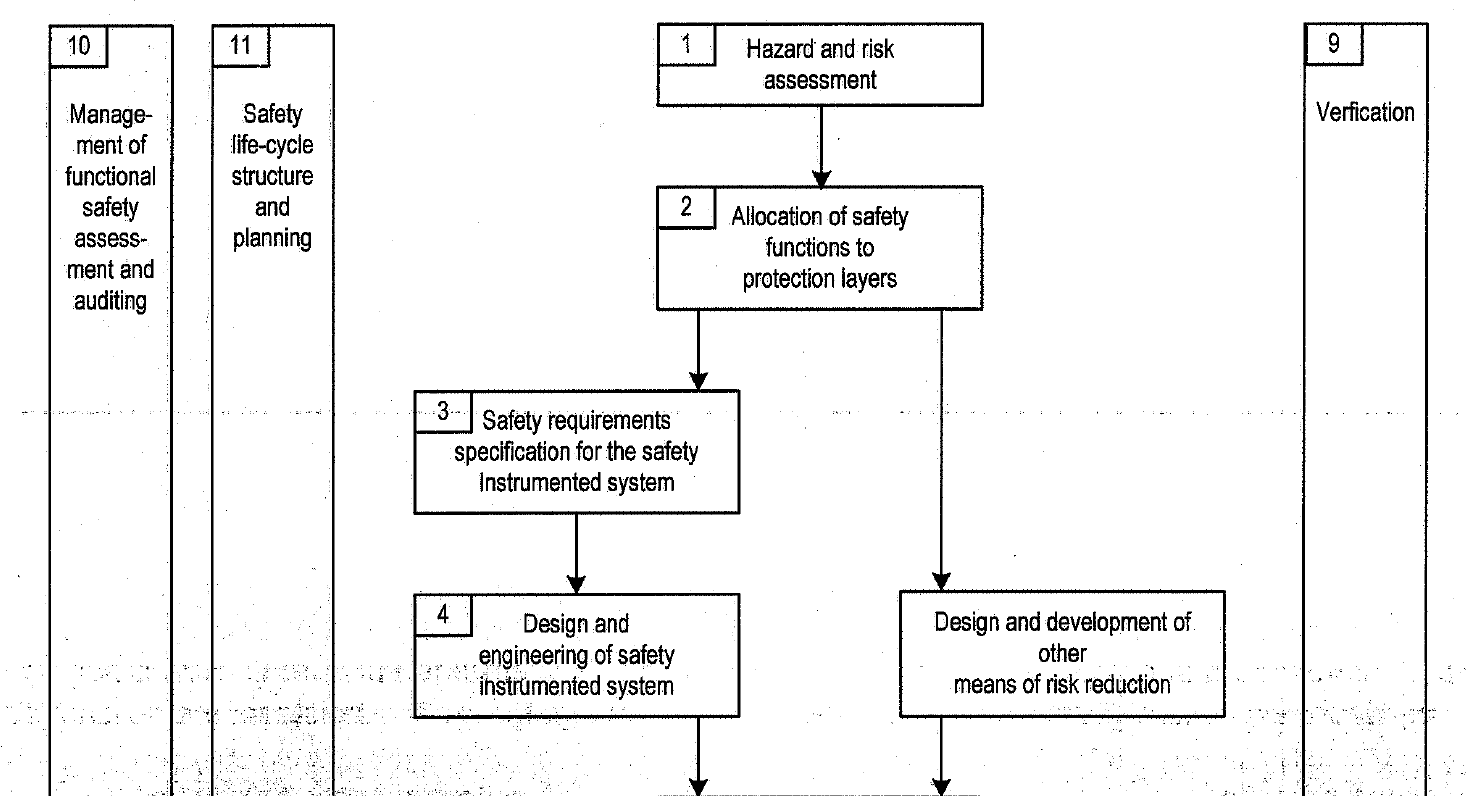 10
Manage-
ment of
functional
safety
assess-
ment and
auditing
11
Safety
life-cycle
structure
and
planning
1
Hazard and risk
assessment
2
Allocation of safety
functions to
protection layers
3
Safety requirements
specification for the safety
Instrumented system
4
Design and
engineering of safety
instrumented system
Design and development of
other
means of risk reduction
9
Verfication